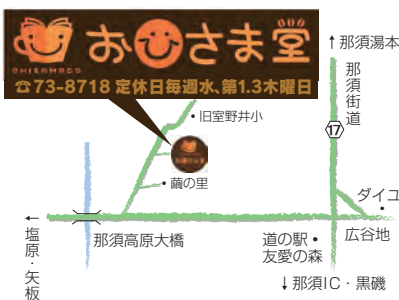 おひさま堂
OHISAMADO
☎73-8718 定休日毎週水、第1.3木曜日
↑那須湯本
那須街道
17
・旧室野井小
・繭の里
ダイユー
←塩原・矢板
那須高原大橋
道の駅・
友愛の森
広谷地
↓那須IC・黒磯